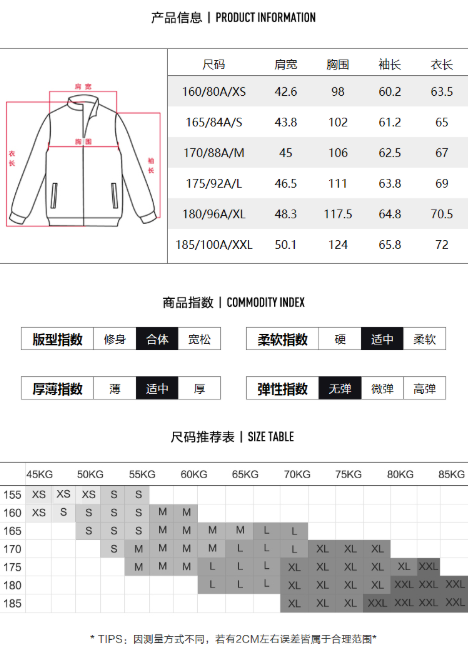 产品信息 | PRODUCT INFORMATION
肩宽
胸围
衣长
袖长
尺码 肩宽 胸围 袖长 衣长
160/80A/XS 42.6 98 60.2 63.5
165/84A/S 43.8 102 61.2 65
170/88A/M 45 106 62.5 67
175/92A/L 46.5 111 63.8 69
180/96A/XL 48.3 117.5 64.8 70.5
185/100A/XXL 50.1 124 65.8 72
商品指数 | COMMODITY INDEX
版型指数 修身 合体 宽松 柔软指数 硬 适中 柔软
厚薄指数 薄 适中 厚 弹性指数 无弹 微弹 高弹
尺码推荐表 | SIZE TABLE
45KG 50KG 55KG 60KG 65KG 70KG 75KG 80KG 85KG
155 XS XS XS S S
160 XS S S S S M M
165 S S S M M M M L L
170 S M M M M L L L XL XL XL
175 M M M L L L XL XL XL XL XL XXL
180 L L L XL XL XL XL XXL XXL XXL
185 XL XL XL XXL XXL XXL XXL
* TIPS：因测量方式不同，若有2CM左右误差皆属于合理范围*